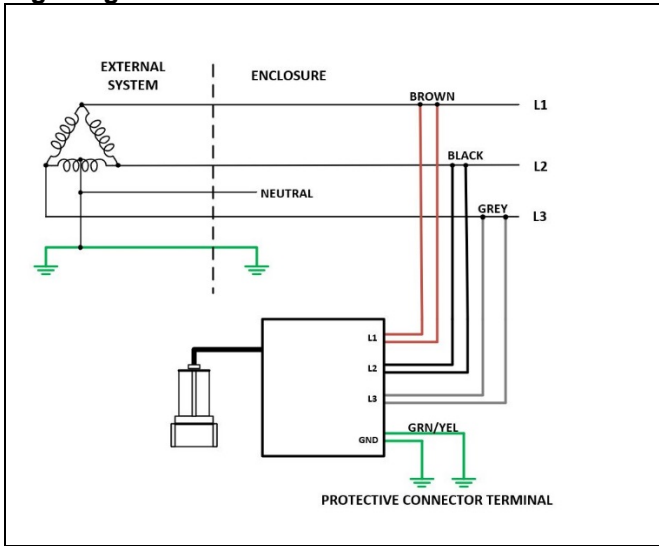 EXTERNAL
SYSTEM
ENCLOSURE
BROWN
L1
BLACK
L2
NEUTRAL
GREY
L3
L1
L2
L3
GND
GRN/YEL
PROTECTIVE CONNECTOR TERMINAL